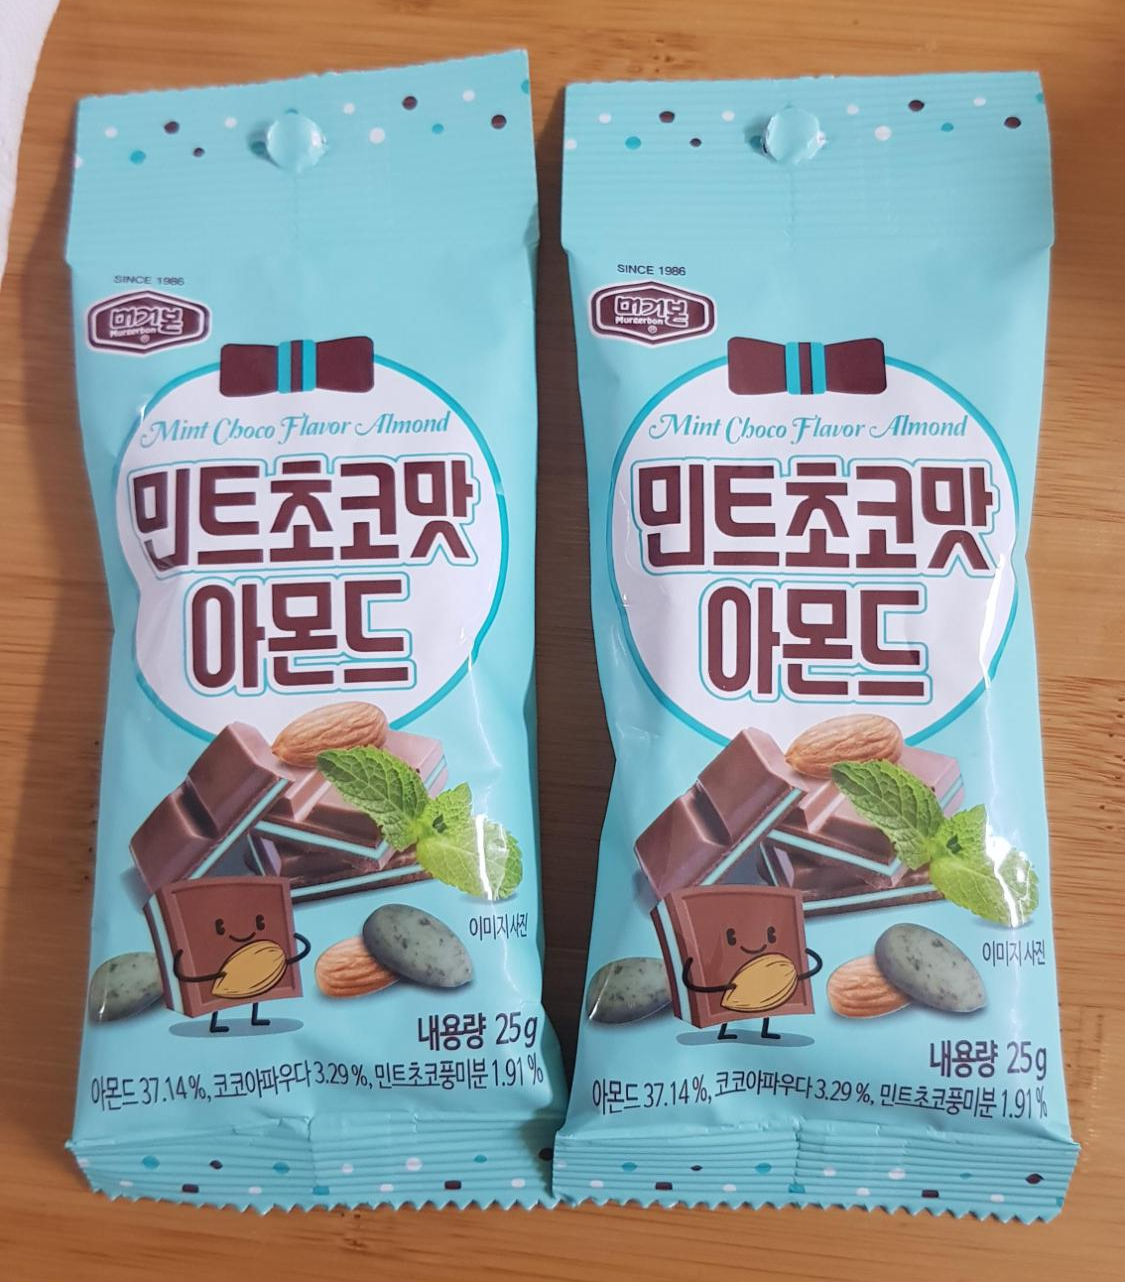 SINCE 1986
머거본
Murgerbon
®
Mint Choco Flavor Almond
민트초코맛
아몬드
이미지 사진
내용량 25g
아몬드 37.14%, 코코아파우다 3.29%, 민트초코풍미분 1.91%
SINCE 1986
머거본
Murgerbon
®
Mint Choco Flavor Almond
민트초코맛
아몬드
이미지 사진
내용량 25g
아몬드 37.14%, 코코아파우다 3.29%, 민트초코풍미분 1.91%